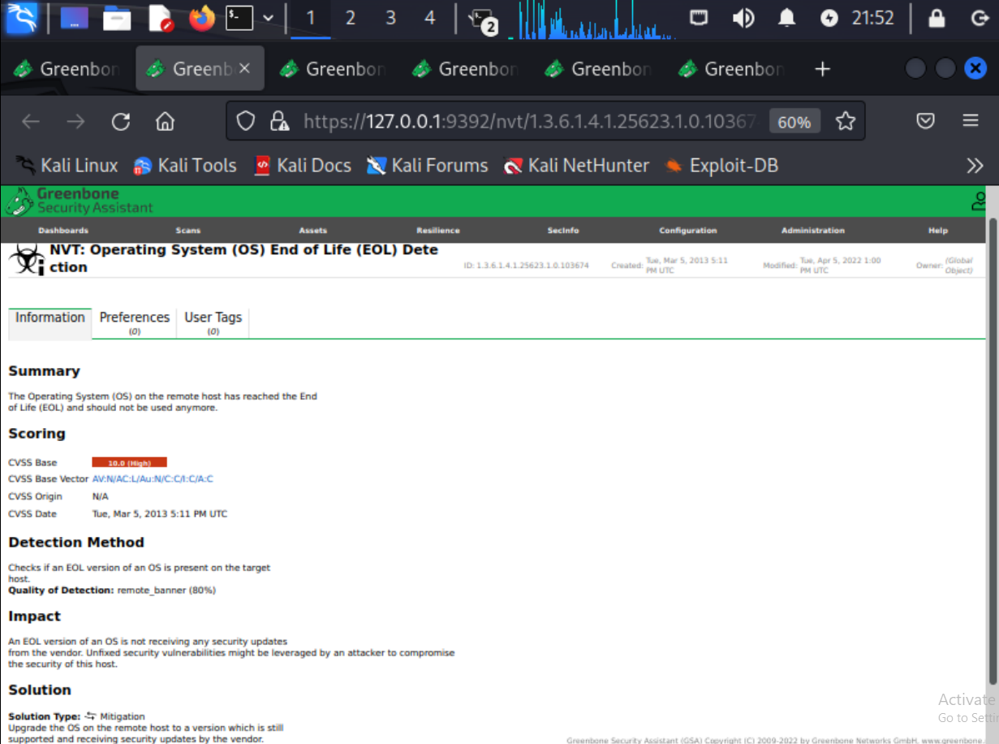 1 2 3 4 2 21:52
Greenbon Greenb × Greenbon Greenbon Greenbon Greenbon +
https://127.0.0.1:9392/nvt/1.3.6.1.4.1.25623.1.0.10367 60%
Kali Linux Kali Tools Kali Docs Kali Forums Kali NetHunter Exploit-DB
Greenbone
Security Assistant
Dashboards Scans Assets Resilience SecInfo Configuration Administration Help
NVT: Operating System (OS) End of Life (EOL) Dete
ction
ID: 1.3.6.1.4.1.25623.1.0.103674
Created: Tue, Mar 5, 2013 5:11
PM UTC
Modified: Tue, Apr 5, 2022 1:00
PM UTC
Owner: (Global
Object)
Information Preferences User Tags
(0) (0)
Summary
The Operating System (OS) on the remote host has reached the End
of Life (EOL) and should not be used anymore.
Scoring
CVSS Base 10.0 (High)
CVSS Base Vector AV:N/AC:L/Au:N/C:C/I:C/A:C
CVSS Origin N/A
CVSS Date Tue, Mar 5, 2013 5:11 PM UTC
Detection Method
Checks if an EOL version of an OS is present on the target
host.
Quality of Detection: remote_banner (80%)
Impact
An EOL version of an OS is not receiving any security updates
from the vendor. Unfixed security vulnerabilities might be leveraged by an attacker to compromise
the security of this host.
Solution
Solution Type: Mitigation
Upgrade the OS on the remote host to a version which is still
supported and receiving security updates by the vendor.
Activate
Go to Setti
Greenbone Security Assistant (GSA) Copyright (C) 2009-2022 by Greenbone Networks GmbH, www.greenbone.